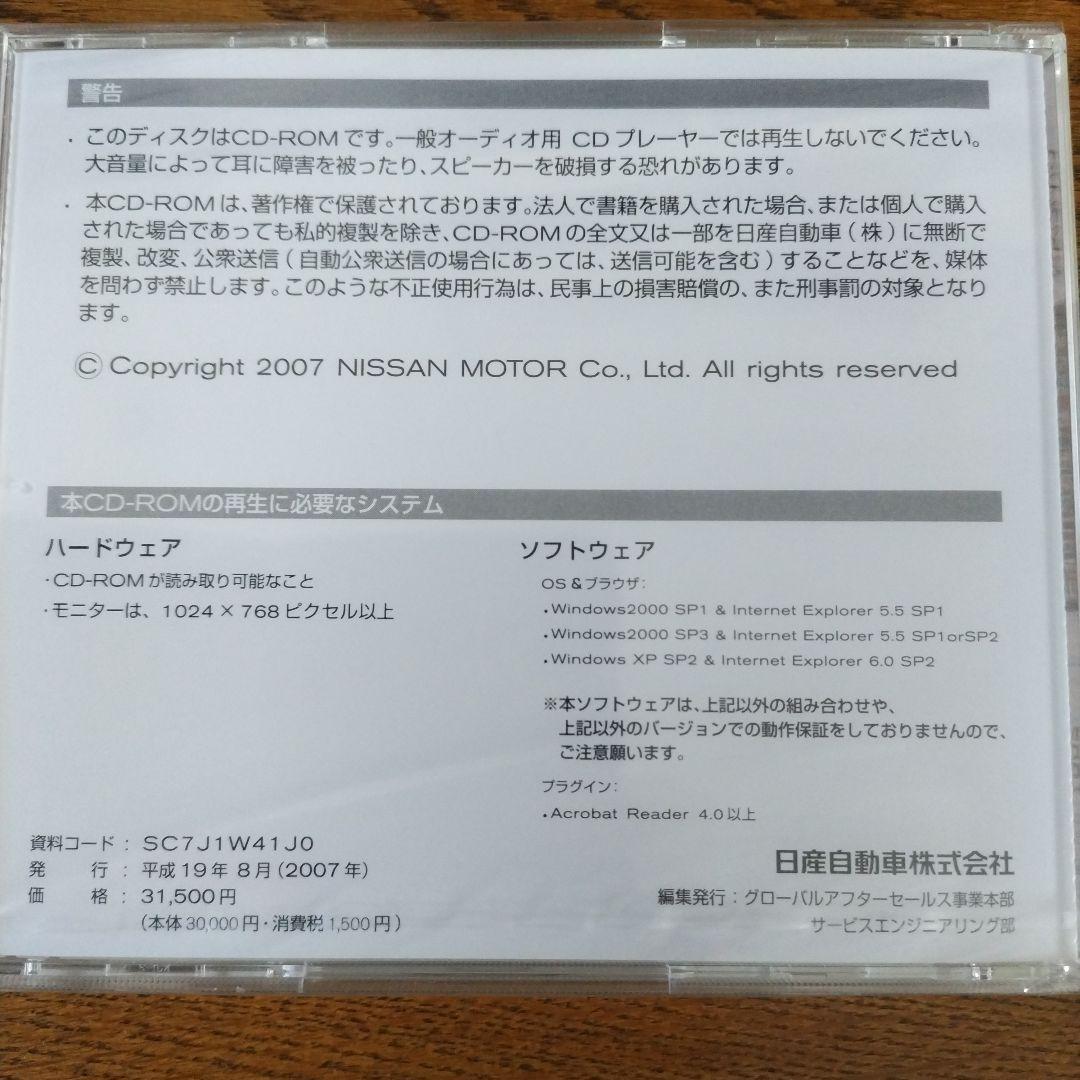 警告
・このディスクはCD-ROMです。一般オーディオ用 CD プレーヤーでは再生しないでください。
大音量によって耳に障害を被ったり、スピーカーを破損する恐れがあります。
・本CD-ROMは、著作権で保護されております。法人で書籍を購入された場合、または個人で購入
された場合であっても私的複製を除き、CD-ROMの全文又は一部を日産自動車(株)に無断で
複製、改変、公衆送信(自動公衆送信の場合にあっては、送信可能を含む)することなどを、媒体
を問わず禁止します。このような不正使用行為は、民事上の損害賠償の、また刑事罰の対象となり
ます。
© Copyright 2007 NISSAN MOTOR Co., Ltd. All rights reserved
本CD-ROMの再生に必要なシステム
ハードウェア
・CD-ROMが読み取り可能なこと
・モニターは、1024×768ピクセル以上
ソフトウェア
OS&ブラウザ:
・Windows2000 SP1 & Internet Explorer 5.5 SP1
・Windows2000 SP3 & Internet Explorer 5.5 SP1orSP2
・Windows XP SP2 & Internet Explorer 6.0 SP2
※本ソフトウェアは、上記以外の組み合わせや、
上記以外のバージョンでの動作保証をしておりませんので、
ご注意願います。
プラグイン:
・Acrobat Reader 4.0以上
資料コード : SC7J1W41J0
発 行 : 平成19年 8月(2007年)
価 格 : 31,500円
(本体30,000円・消費税1,500円)
日産自動車株式会社
編集発行:グローバルアフターセールス事業本部
サービスエンジニアリング部